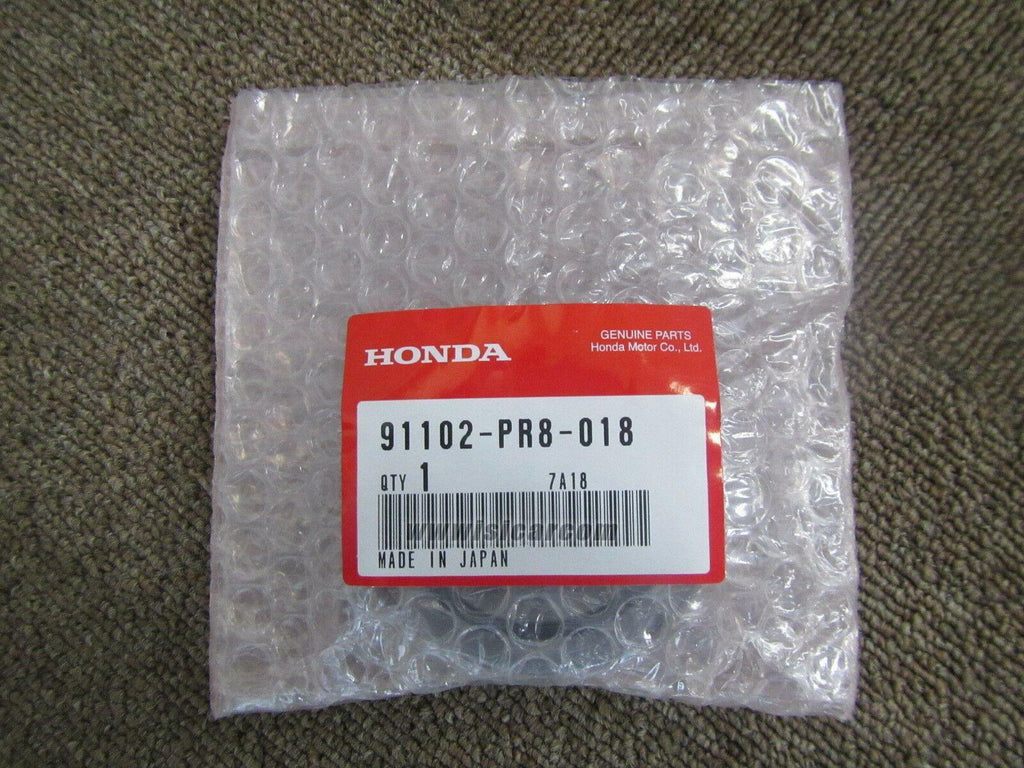 HONDA
GENUINE PARTS
Honda Motor Co., Ltd.
91102-PR8-018
QTY 1 7A18
www.isicar.com
MADE IN JAPAN